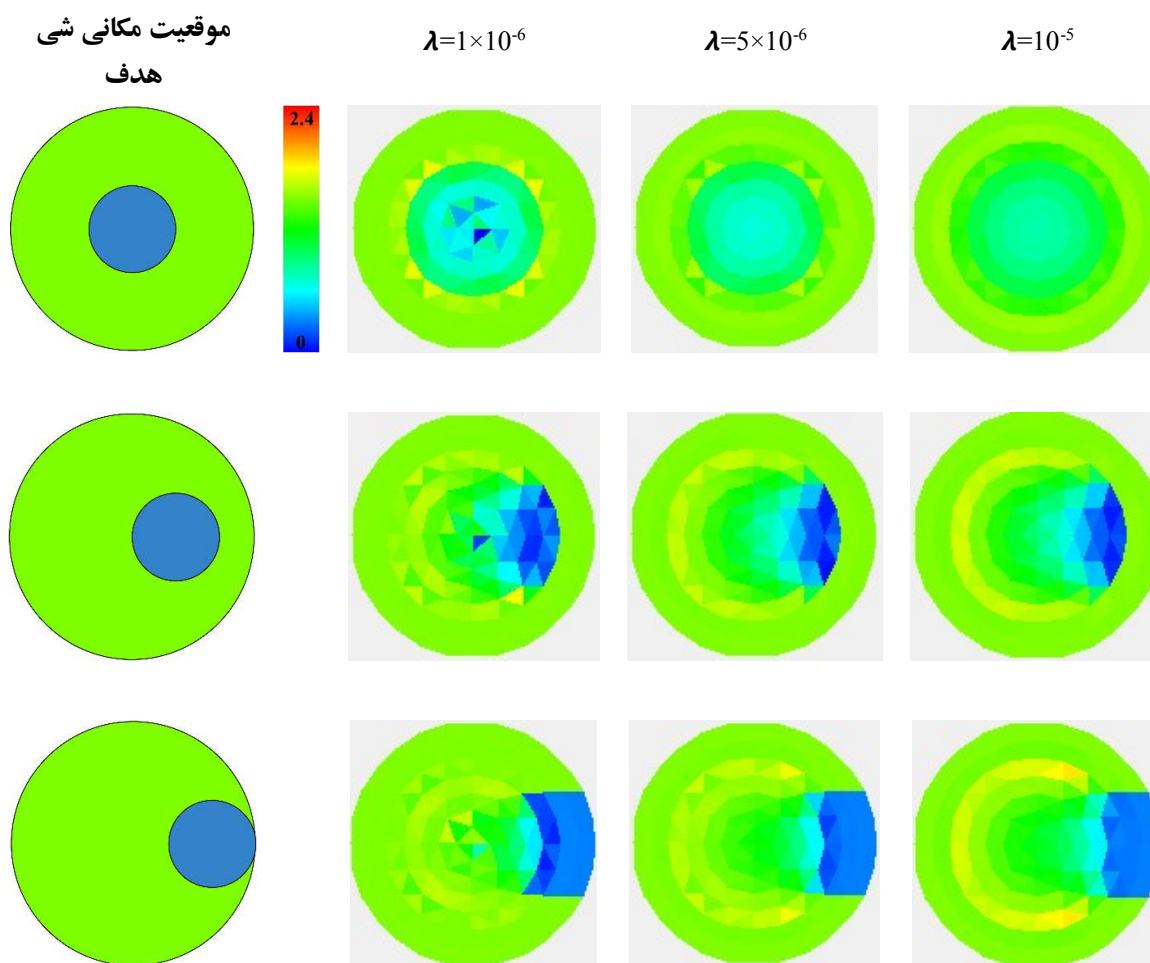 موقعیت مکانی شی
هدف
λ=1×10⁻⁶
λ=5×10⁻⁶
λ=10⁻⁵
2.4
0